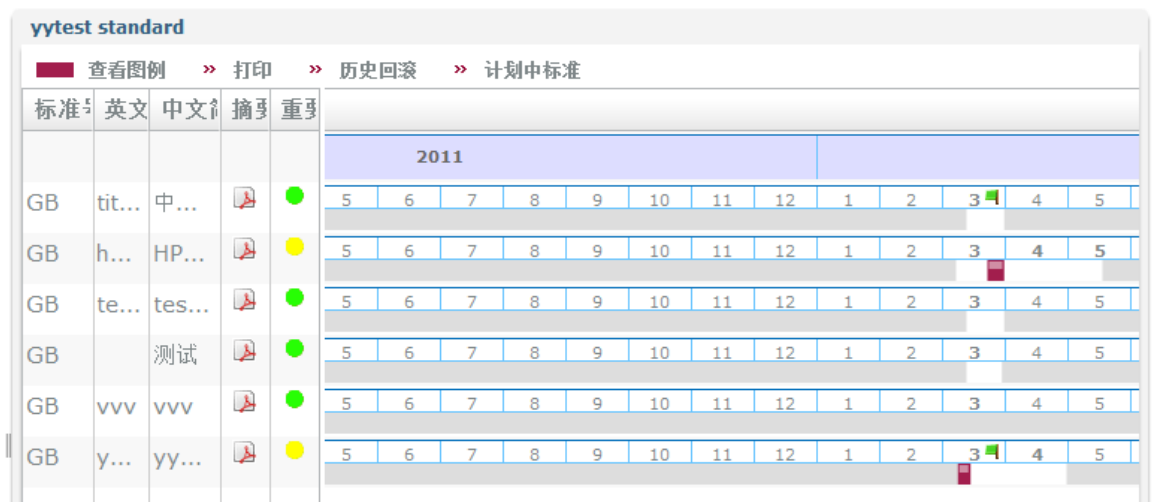 yytest standard
查看图例 » 打印 » 历史回滚 » 计划中标准
标准 英文 中文 摘 重
2011
GB tit... 中... 5 6 7 8 9 10 11 12 1 2 3 4 5
GB h... HP... 5 6 7 8 9 10 11 12 1 2 3 4 5
GB te... tes... 5 6 7 8 9 10 11 12 1 2 3 4 5
GB 测试 5 6 7 8 9 10 11 12 1 2 3 4 5
GB vvv vvv 5 6 7 8 9 10 11 12 1 2 3 4 5
GB y... yy... 5 6 7 8 9 10 11 12 1 2 3 4 5